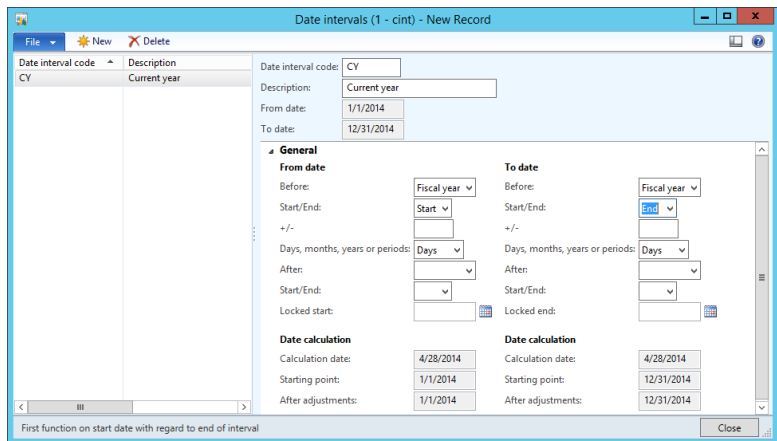 Date intervals (1 - cint) - New Record
File New Delete
Date interval code Description
CY Current year
Date interval code: CY
Description: Current year
From date: 1/1/2014
To date: 12/31/2014
General
From date To date
Before: Fiscal year Before: Fiscal year
Start/End: Start Start/End: End
+/- +/-
Days, months, years or periods: Days Days, months, years or periods: Days
After: After:
Start/End: Start/End:
Locked start: Locked end:
Date calculation Date calculation
Calculation date: 4/28/2014 Calculation date: 4/28/2014
Starting point: 1/1/2014 Starting point: 12/31/2014
After adjustments: 1/1/2014 After adjustments: 12/31/2014
First function on start date with regard to end of interval Close